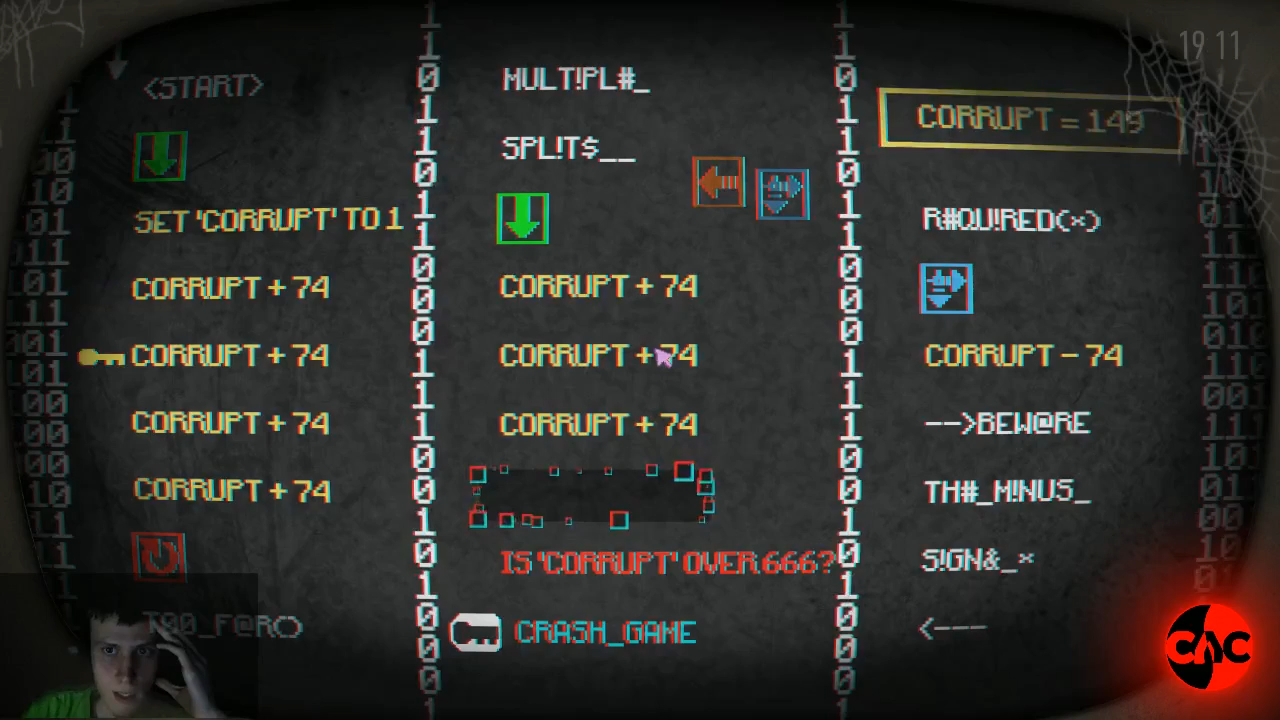 <START>
SET 'CORRUPT' TO 1
CORRUPT + 74
CORRUPT + 74
CORRUPT + 74
CORRUPT + 74
T00_F@R<>
MULT!PL#_
SPL!T$__
CORRUPT + 74
CORRUPT + 74
CORRUPT + 74
IS 'CORRUPT' OVER 666?
CRASH_GAME
19 11
CORRUPT = 149
R#QU!RED(×)
CORRUPT - 74
-->BEW@RE
TH#_M!NUS_
S!GN&_×
<---
CAC